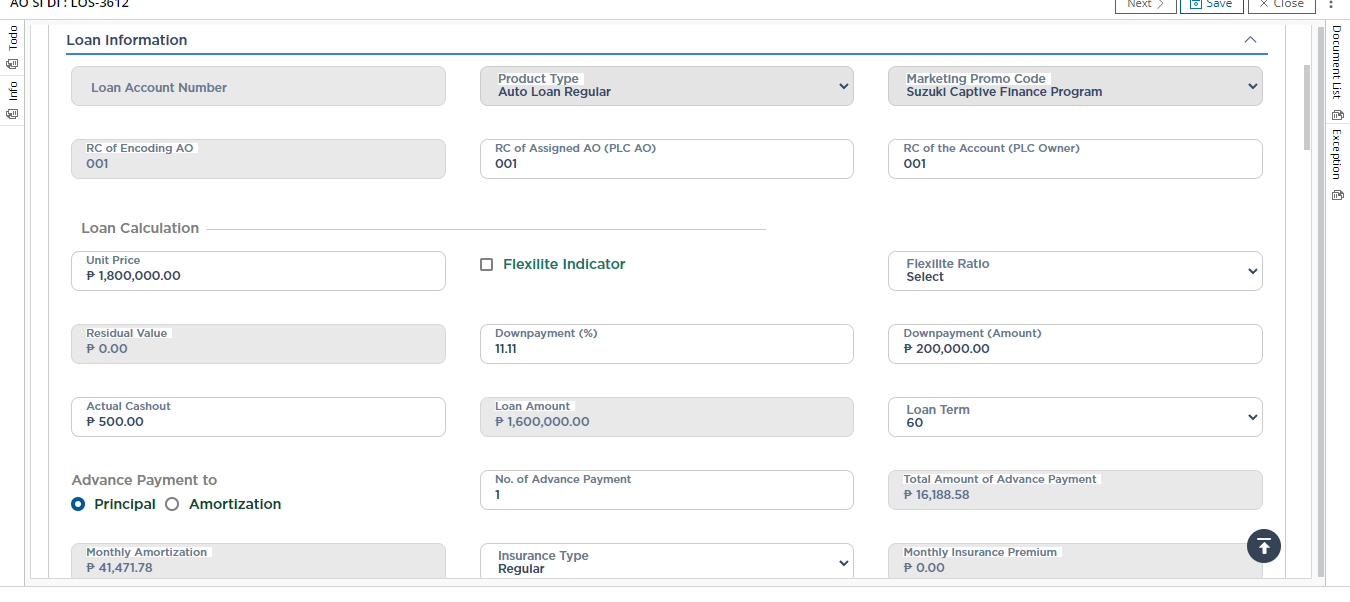 AO SI DI : LOS-3612
Next
Save
Close
Todo
Info
Document List
Exception
Loan Information
Loan Account Number
Product Type
Auto Loan Regular
Marketing Promo Code
Suzuki Captive Finance Program
RC of Encoding AO
001
RC of Assigned AO (PLC AO)
001
RC of the Account (PLC Owner)
001
Loan Calculation
Unit Price
₱ 1,800,000.00
Flexilite Indicator
Flexilite Ratio
Select
Residual Value
₱ 0.00
Downpayment (%)
11.11
Downpayment (Amount)
₱ 200,000.00
Actual Cashout
₱ 500.00
Loan Amount
₱ 1,600,000.00
Loan Term
60
Advance Payment to
Principal Amortization
No. of Advance Payment
1
Total Amount of Advance Payment
₱ 16,188.58
Monthly Amortization
₱ 41,471.78
Insurance Type
Regular
Monthly Insurance Premium
₱ 0.00